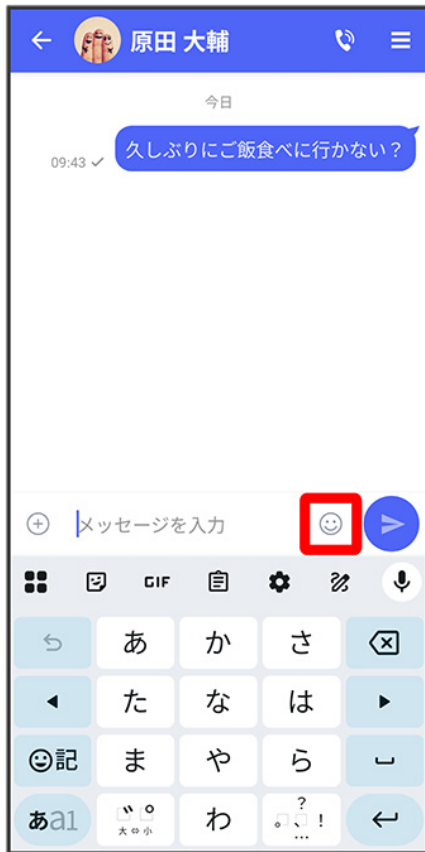 原田 大輔
今日
久しぶりにご飯食べに行かない？
09:43
メッセージを入力
GIF
あ か さ
た な は
記 ま や ら
あa1 大⇔小 わ 。、?!…